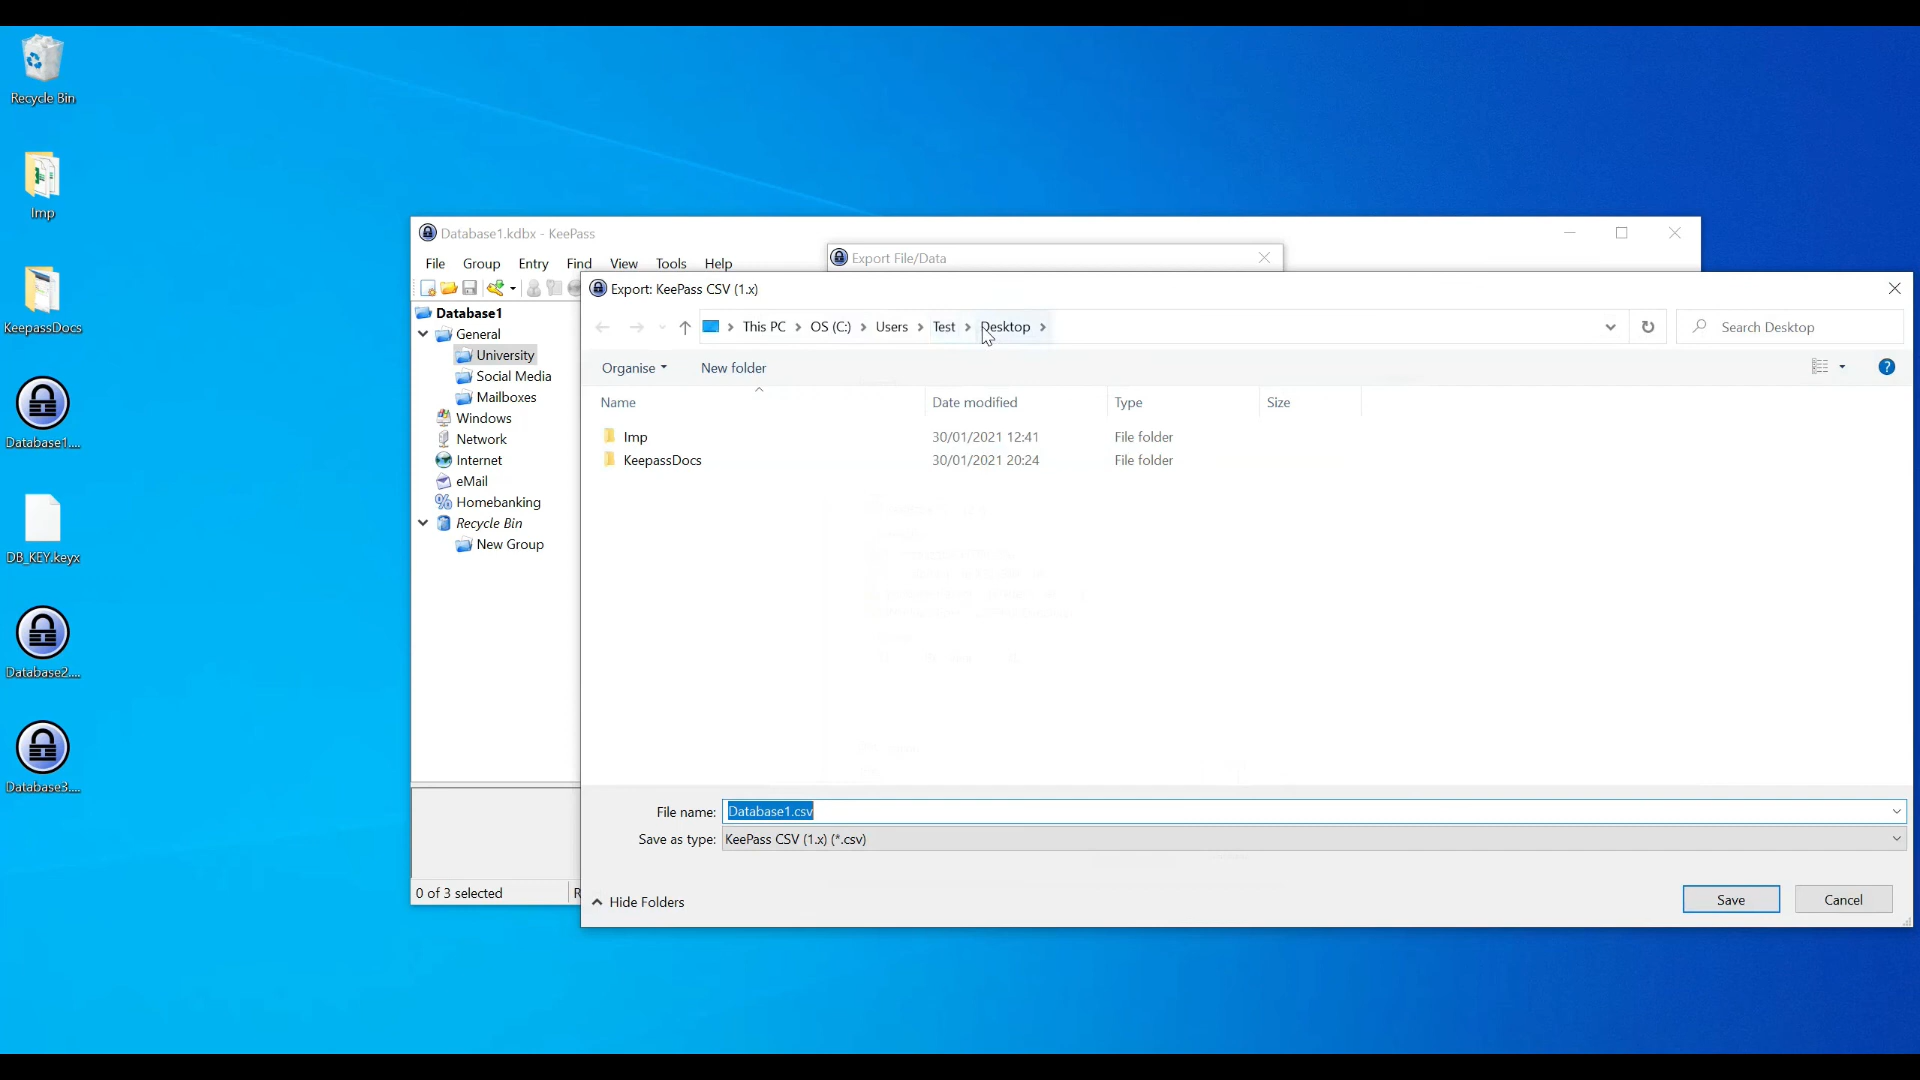 Recycle Bin
Imp
KeepassDocs
Database1....
DB_KEY.keyx
Database2....
Database3....
Database1.kdbx - KeePass
File Group Entry Find View Tools Help
Export File/Data
Database1
General
University
Social Media
Mailboxes
Windows
Network
Internet
eMail
Homebanking
Recycle Bin
New Group
0 of 3 selected
R
Export: KeePass CSV (1.x)
This PC
OS (C:)
Users
Test
Desktop
Search Desktop
Organise
New folder
Name Date modified Type Size
Imp 30/01/2021 12:41 File folder
KeepassDocs 30/01/2021 20:24 File folder
File name: Database1.csv
Save as type: KeePass CSV (1.x) (*.csv)
Hide Folders
Save Cancel